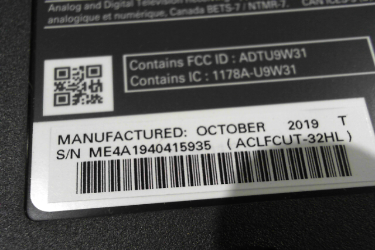 Analog and Digital Television
analogique et numérique, Canada BETS-7 / NTMR-7.
Contains FCC ID : ADTU9W31
Contains IC : 1178A-U9W31
MANUFACTURED: OCTOBER 2019 T
S/N ME4A1940415935 (ACLFCUT-32HL)